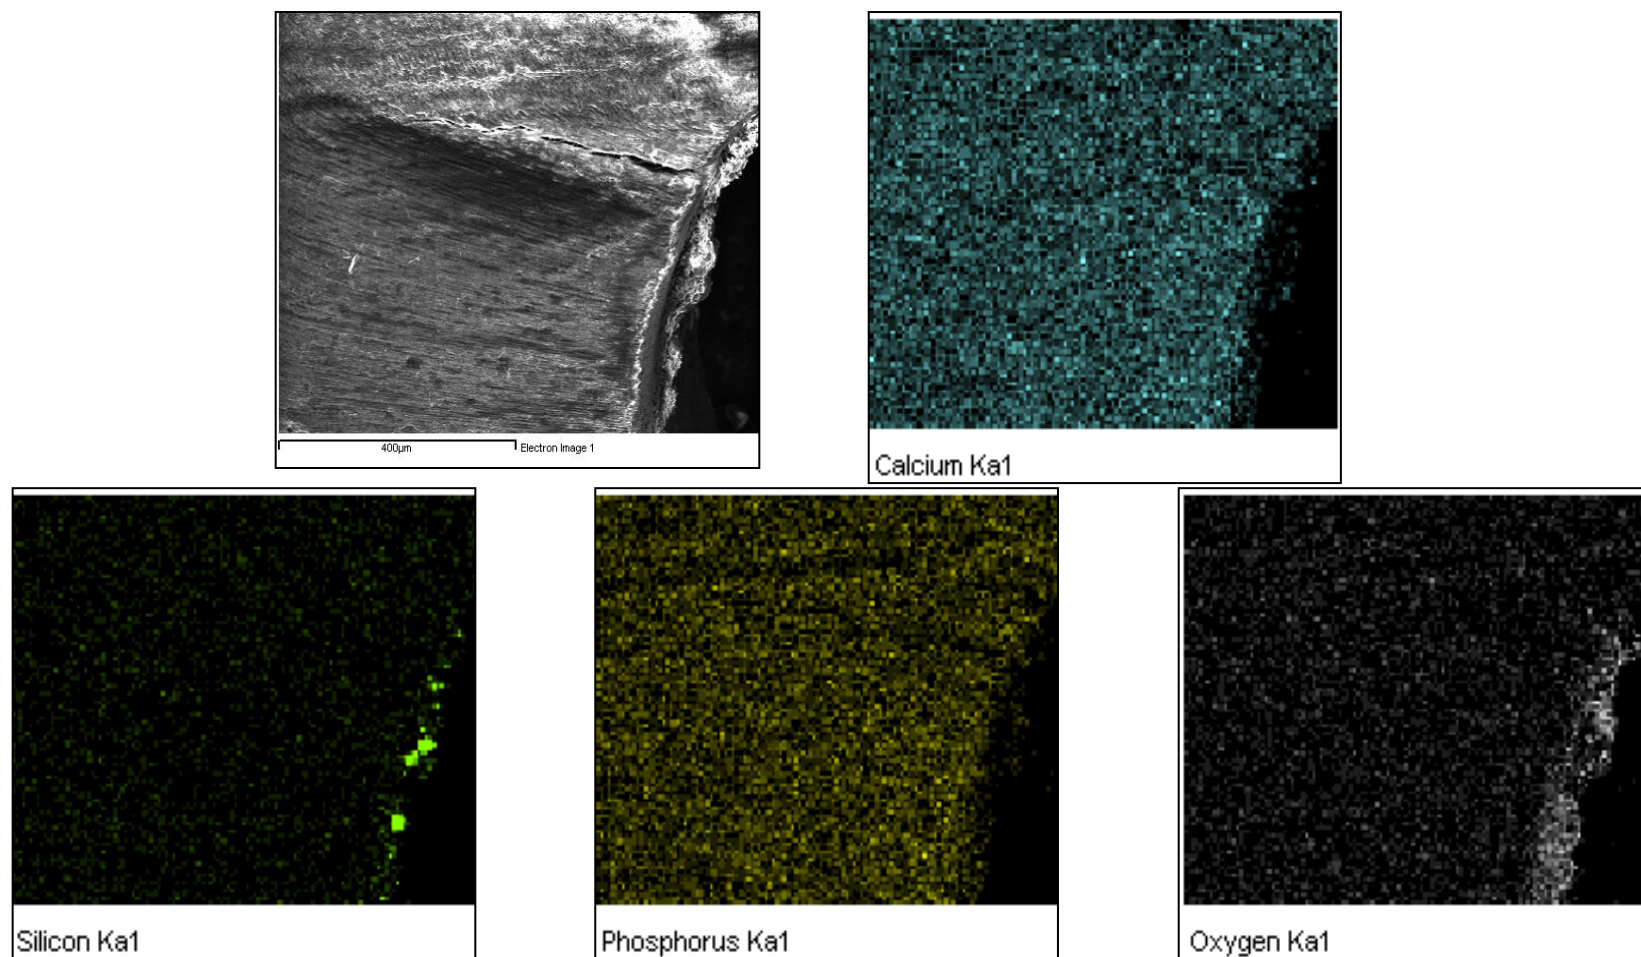 400μm
Electron Image 1
Calcium Ka1
Silicon Ka1
Phosphorus Ka1
Oxygen Ka1